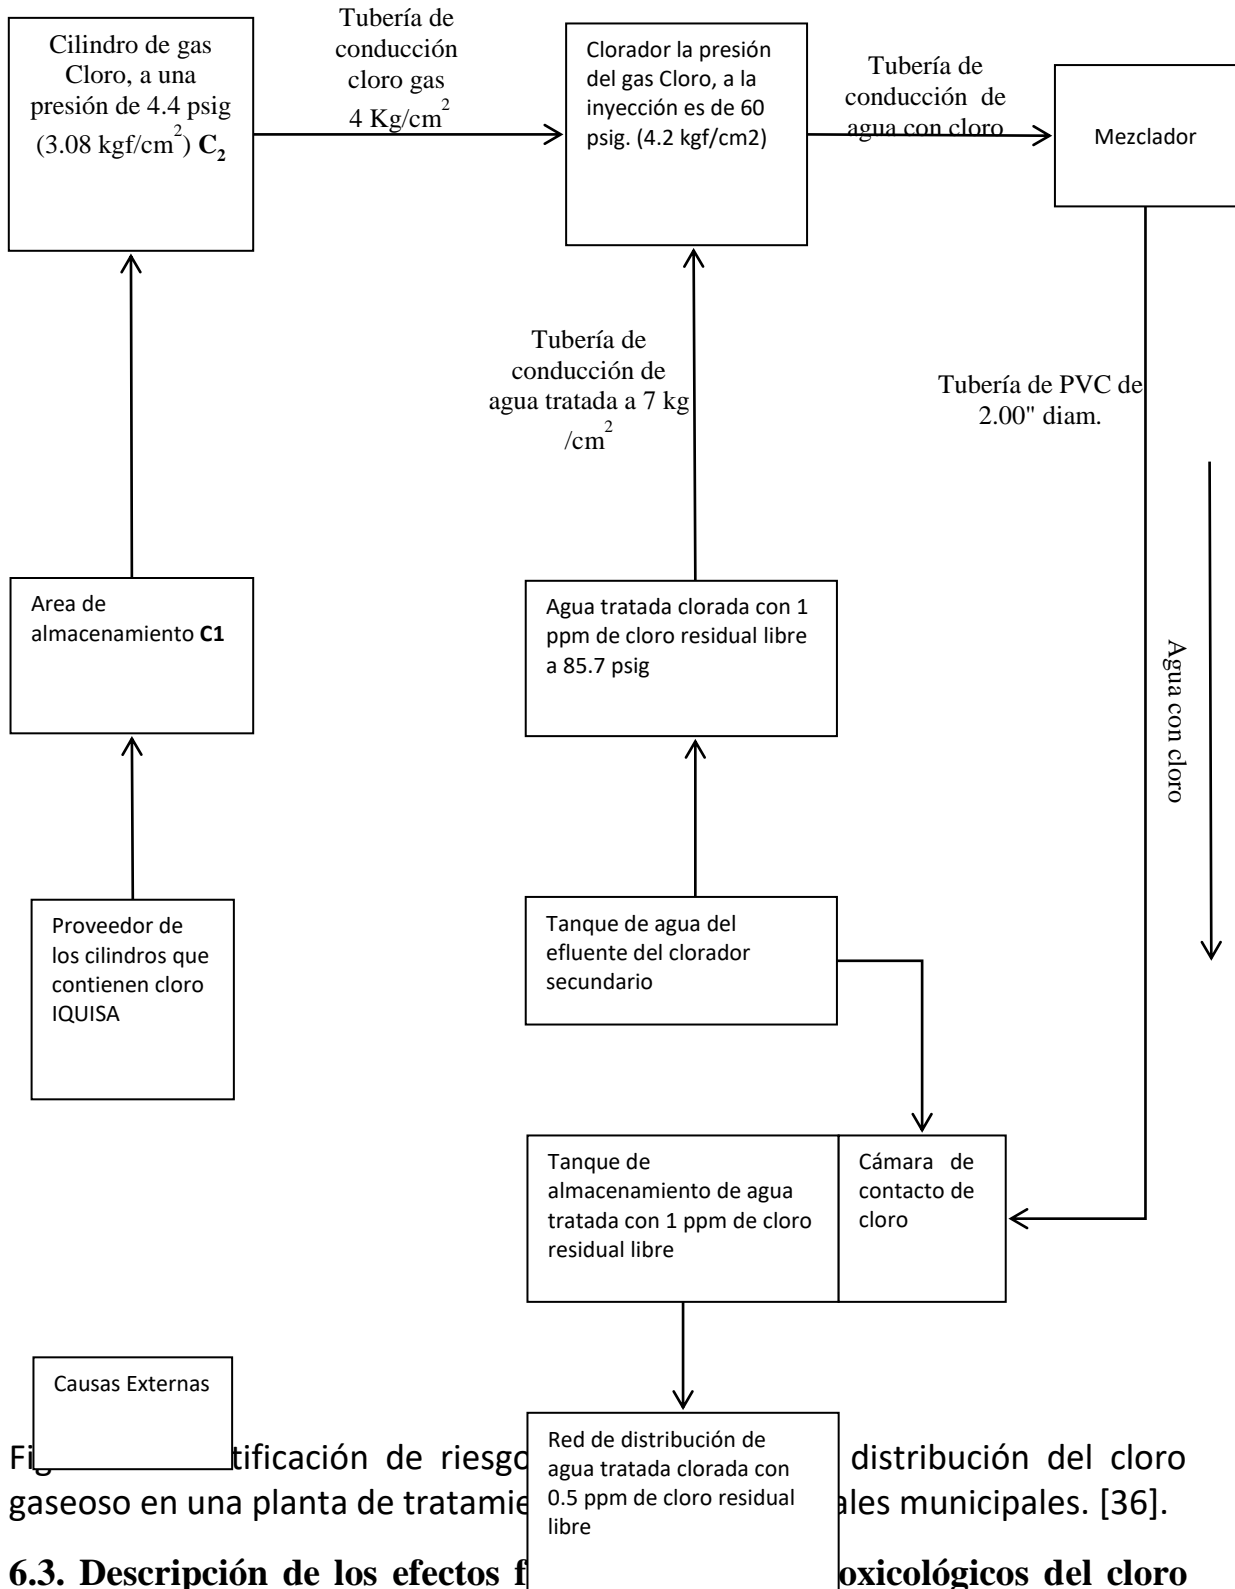 Cilindro de gas
Cloro, a una
presión de 4.4 psig
(3.08 kgf/cm²) C₂
Tubería de
conducción
cloro gas
4 Kg/cm²
Clorador la presión
del gas Cloro, a la
inyección es de 60
psig. (4.2 kgf/cm2)
Tubería de
conducción de
agua con cloro
Mezclador
Tubería de
conducción de
agua tratada a 7 kg
/cm²
Tubería de PVC de
2.00" diam.
Area de
almacenamiento C1
Agua tratada clorada con 1
ppm de cloro residual libre
a 85.7 psig
Agua con cloro
Proveedor de
los cilindros que
contienen cloro
IQUISA
Tanque de agua del
efluente del clorador
secundario
Tanque de
almacenamiento de agua
tratada con 1 ppm de cloro
residual libre
Cámara de
contacto de
cloro
Causas Externas
Red de distribución de
agua tratada clorada con
0.5 ppm de cloro residual
libre
tificación de riesgo distribución del cloro
gaseoso en una planta de tratamie ales municipales. [36].
6.3. Descripción de los efectos f oxicológicos del cloro